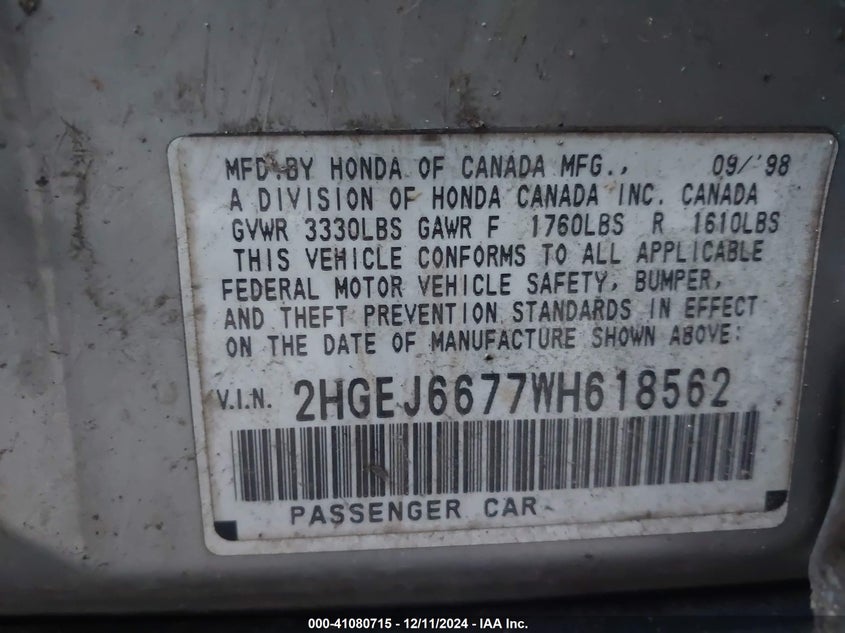 MFD BY HONDA OF CANADA MFG., 09/'98
A DIVISION OF HONDA CANADA INC. CANADA
GVWR 3330LBS GAWR F 1760LBS R 1610LBS
THIS VEHICLE CONFORMS TO ALL APPLICABLE
FEDERAL MOTOR VEHICLE SAFETY, BUMPER,
AND THEFT PREVENTION STANDARDS IN EFFECT
ON THE DATE OF MANUFACTURE SHOWN ABOVE:
V.I.N. 2HGEJ6677WH618562
PASSENGER CAR
000-41080715 - 12/11/2024 - IAA Inc.